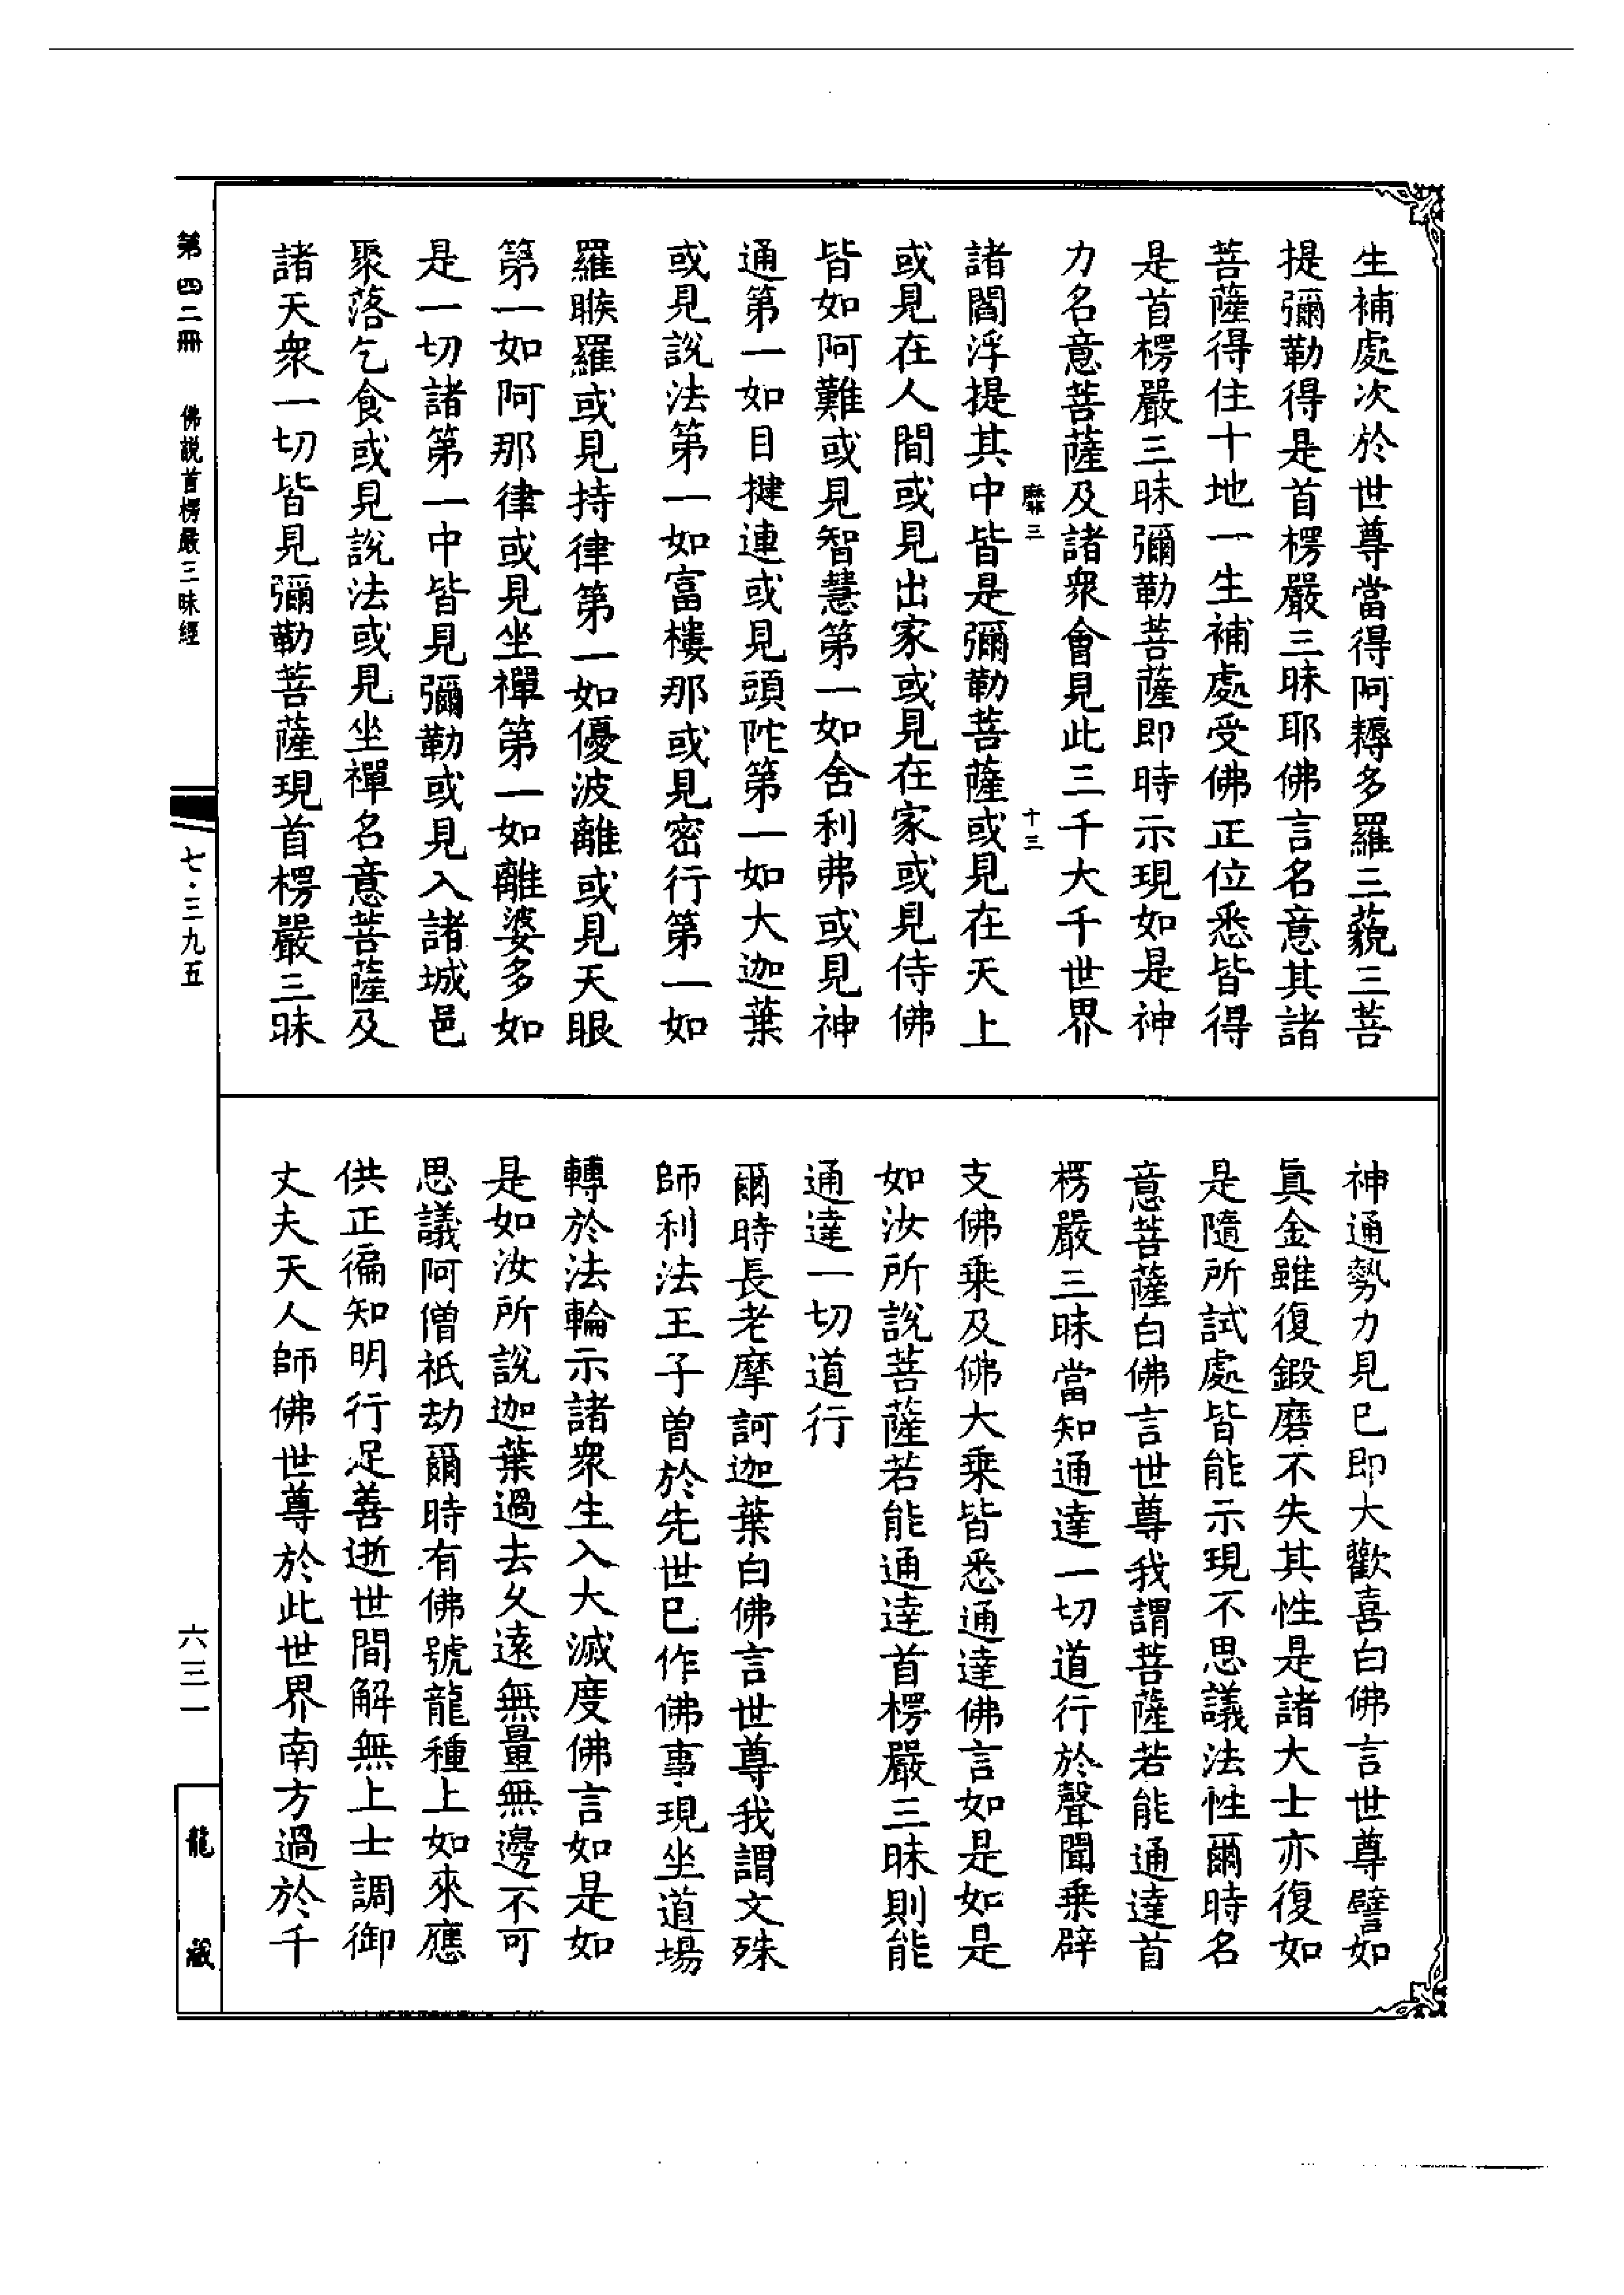 生補處次於世尊當得阿耨多羅三藐三菩
提彌勒得是首楞嚴三昧耶佛言名意其諸
菩薩得住十地一生補處受佛正位悉皆得
是首楞嚴三昧彌勒菩薩即時示現如是神
力名意菩薩及諸衆會見此三千大千世界
靡三 十三
諸閻浮提其中皆是彌勒菩薩或見在天上
或見在人間或見出家或見在家或見侍佛
皆如阿難或見智慧第一如舍利弗或見神
通第一如目揵連或見頭陀第一如大迦葉
或見說法第一如富樓那或見密行第一如
羅睺羅或見持律第一如優波離或見天眼
第一如阿那律或見坐禪第一如離婆多如
是一切諸第一中皆見彌勒或見入諸城邑
聚落乞食或見說法或見坐禪名意菩薩及
諸天衆一切皆見彌勒菩薩現首楞嚴三昧
神通勢力見已即大歡喜白佛言世尊譬如
眞金雖復鍛磨不失其性是諸大士亦復如
是隨所試處皆能示現不思議法性爾時名
意菩薩白佛言世尊我謂菩薩若能通達首
楞嚴三昧當知通達一切道行於聲聞乗辟
支佛乗及佛大乗皆悉通達佛言如是如是
如汝所說菩薩若能通達首楞嚴三昧則能
通達一切道行
爾時長老摩訶迦葉白佛言世尊我謂文殊
師利法王子曾於先世已作佛事現坐道場
轉於法輪示諸衆生入大滅度佛言如是如
是如汝所說迦葉過去久遠無量無邊不可
思議阿僧祇劫爾時有佛號龍種上如來應
供正徧知明行足善逝世間解無上士調御
丈夫天人師佛世尊於此世界南方過於千
第四二冊 佛說首楞嚴三昧經
七·三九五
六三一
龍藏